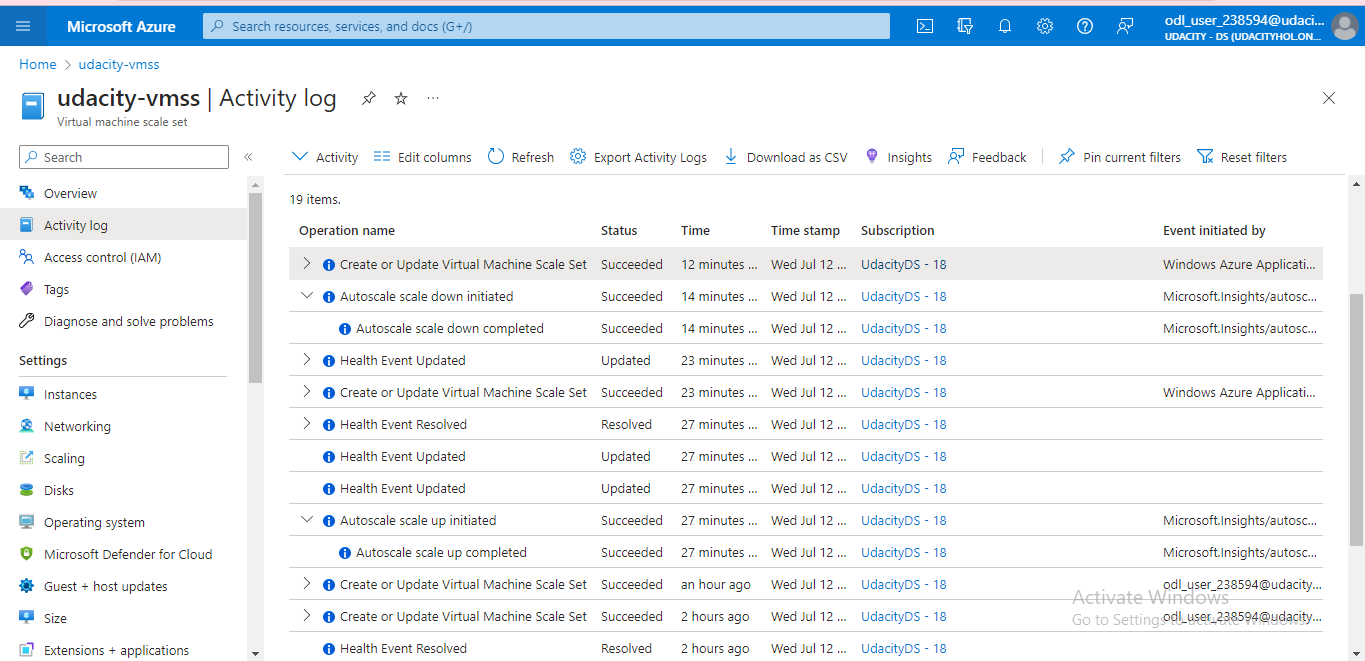 Microsoft Azure
Search resources, services, and docs (G+/)
odl_user_238594@udaci...
UDACITY - DS (UDACITYHOL.ON...
Home > udacity-vmss
udacity-vmss | Activity log
Virtual machine scale set
Search
Overview
Activity log
Access control (IAM)
Tags
Diagnose and solve problems
Settings
Instances
Networking
Scaling
Disks
Operating system
Microsoft Defender for Cloud
Guest + host updates
Size
Extensions + applications
Activity Edit columns Refresh Export Activity Logs Download as CSV Insights Feedback Pin current filters Reset filters
19 items.
Operation name Status Time Time stamp Subscription Event initiated by
Create or Update Virtual Machine Scale Set Succeeded 12 minutes ... Wed Jul 12 ... UdacityDS - 18 Windows Azure Applicati...
Autoscale scale down initiated Succeeded 14 minutes ... Wed Jul 12 ... UdacityDS - 18 Microsoft.Insights/autosc...
Autoscale scale down completed Succeeded 14 minutes ... Wed Jul 12 ... UdacityDS - 18 Microsoft.Insights/autosc...
Health Event Updated Updated 23 minutes ... Wed Jul 12 ... UdacityDS - 18
Create or Update Virtual Machine Scale Set Succeeded 23 minutes ... Wed Jul 12 ... UdacityDS - 18 Windows Azure Applicati...
Health Event Resolved Resolved 27 minutes ... Wed Jul 12 ... UdacityDS - 18
Health Event Updated Updated 27 minutes ... Wed Jul 12 ... UdacityDS - 18
Health Event Updated Updated 27 minutes ... Wed Jul 12 ... UdacityDS - 18
Autoscale scale up initiated Succeeded 27 minutes ... Wed Jul 12 ... UdacityDS - 18 Microsoft.Insights/autosc...
Autoscale scale up completed Succeeded 27 minutes ... Wed Jul 12 ... UdacityDS - 18 Microsoft.Insights/autosc...
Create or Update Virtual Machine Scale Set Succeeded an hour ago Wed Jul 12 ... UdacityDS - 18 odl_user_238594@udacity...
Create or Update Virtual Machine Scale Set Succeeded 2 hours ago Wed Jul 12 ... UdacityDS - 18 odl_user_238594@udacity...
Health Event Resolved Resolved 2 hours ago Wed Jul 12 ... UdacityDS - 18
Activate Windows
Go to Settings to activate Windows.